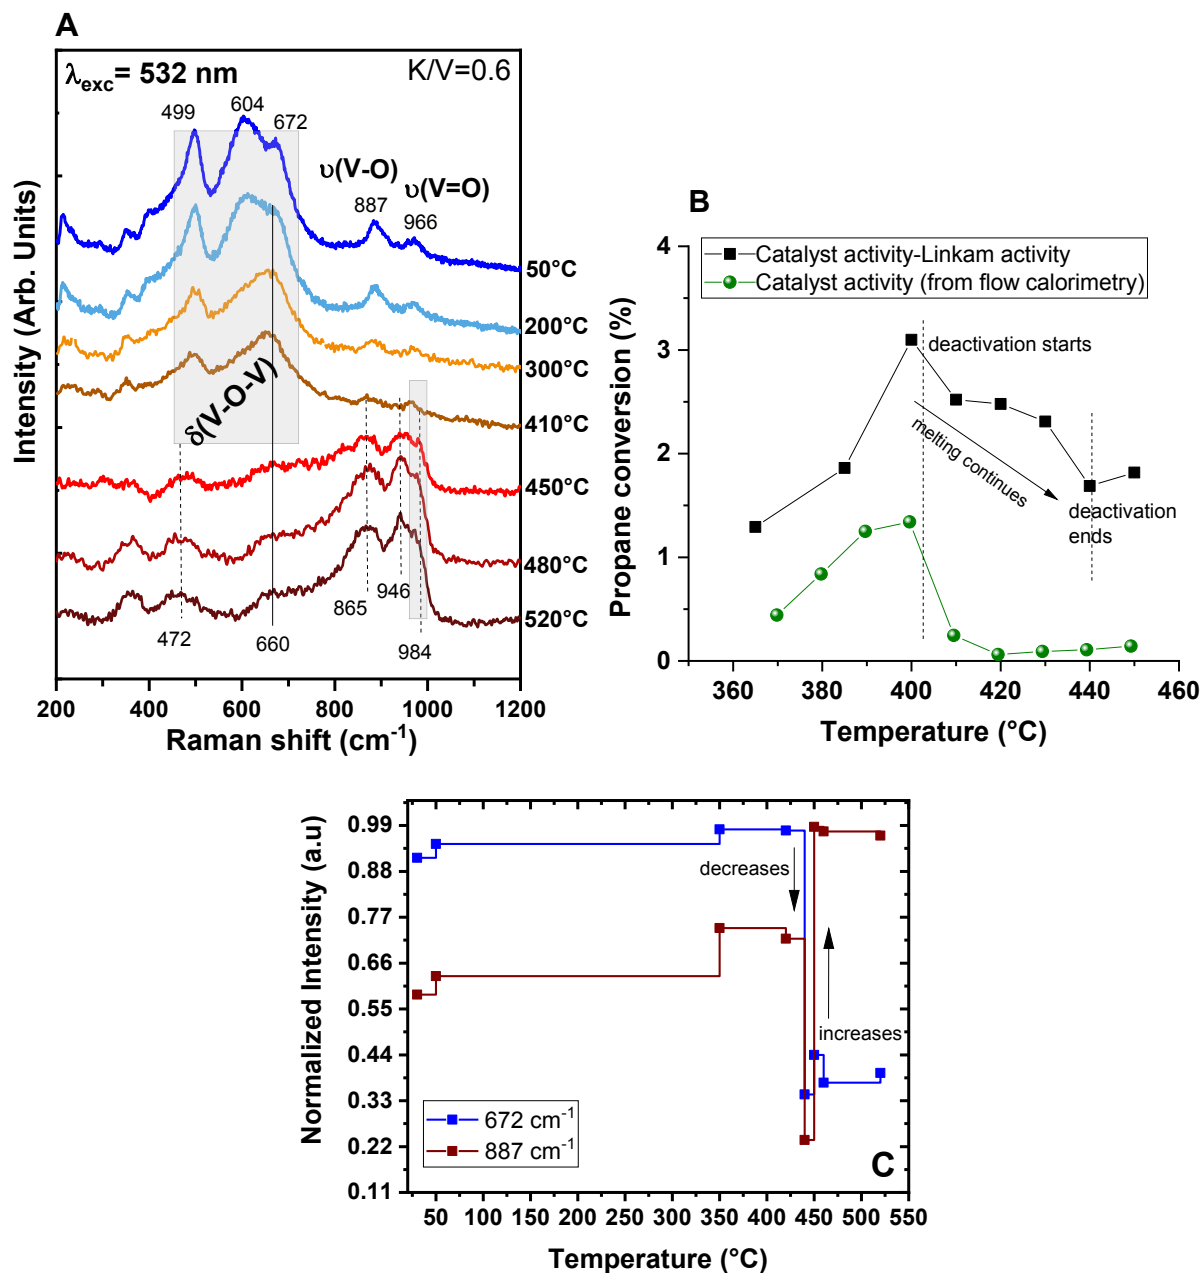 A
λexc= 532 nm
K/V=0.6
499
604
672
υ(V-O)
υ(V=O)
887
966
50°C
200°C
300°C
410°C
450°C
480°C
520°C
δ(V-O-V)
472
660
865
946
984
Intensity (Arb. Units)
200 400 600 800 1000 1200
Raman shift (cm-1)
B
Catalyst activity-Linkam activity
Catalyst activity (from flow calorimetry)
deactivation starts
melting continues
deactivation
ends
Propane conversion (%)
4
3
2
1
0
360 380 400 420 440 460
Temperature (°C)
Normalized Intensity (a.u)
0.99
0.88
0.77
0.66
0.55
0.44
0.33
0.22
0.11
decreases
increases
672 cm-1
887 cm-1
C
50 100 150 200 250 300 350 400 450 500 550
Temperature (°C)